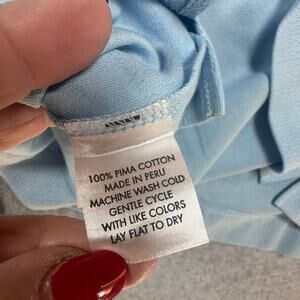 100% PIMA COTTON
MADE IN PERU
MACHINE WASH COLD
GENTLE CYCLE
WITH LIKE COLORS
LAY FLAT TO DRY